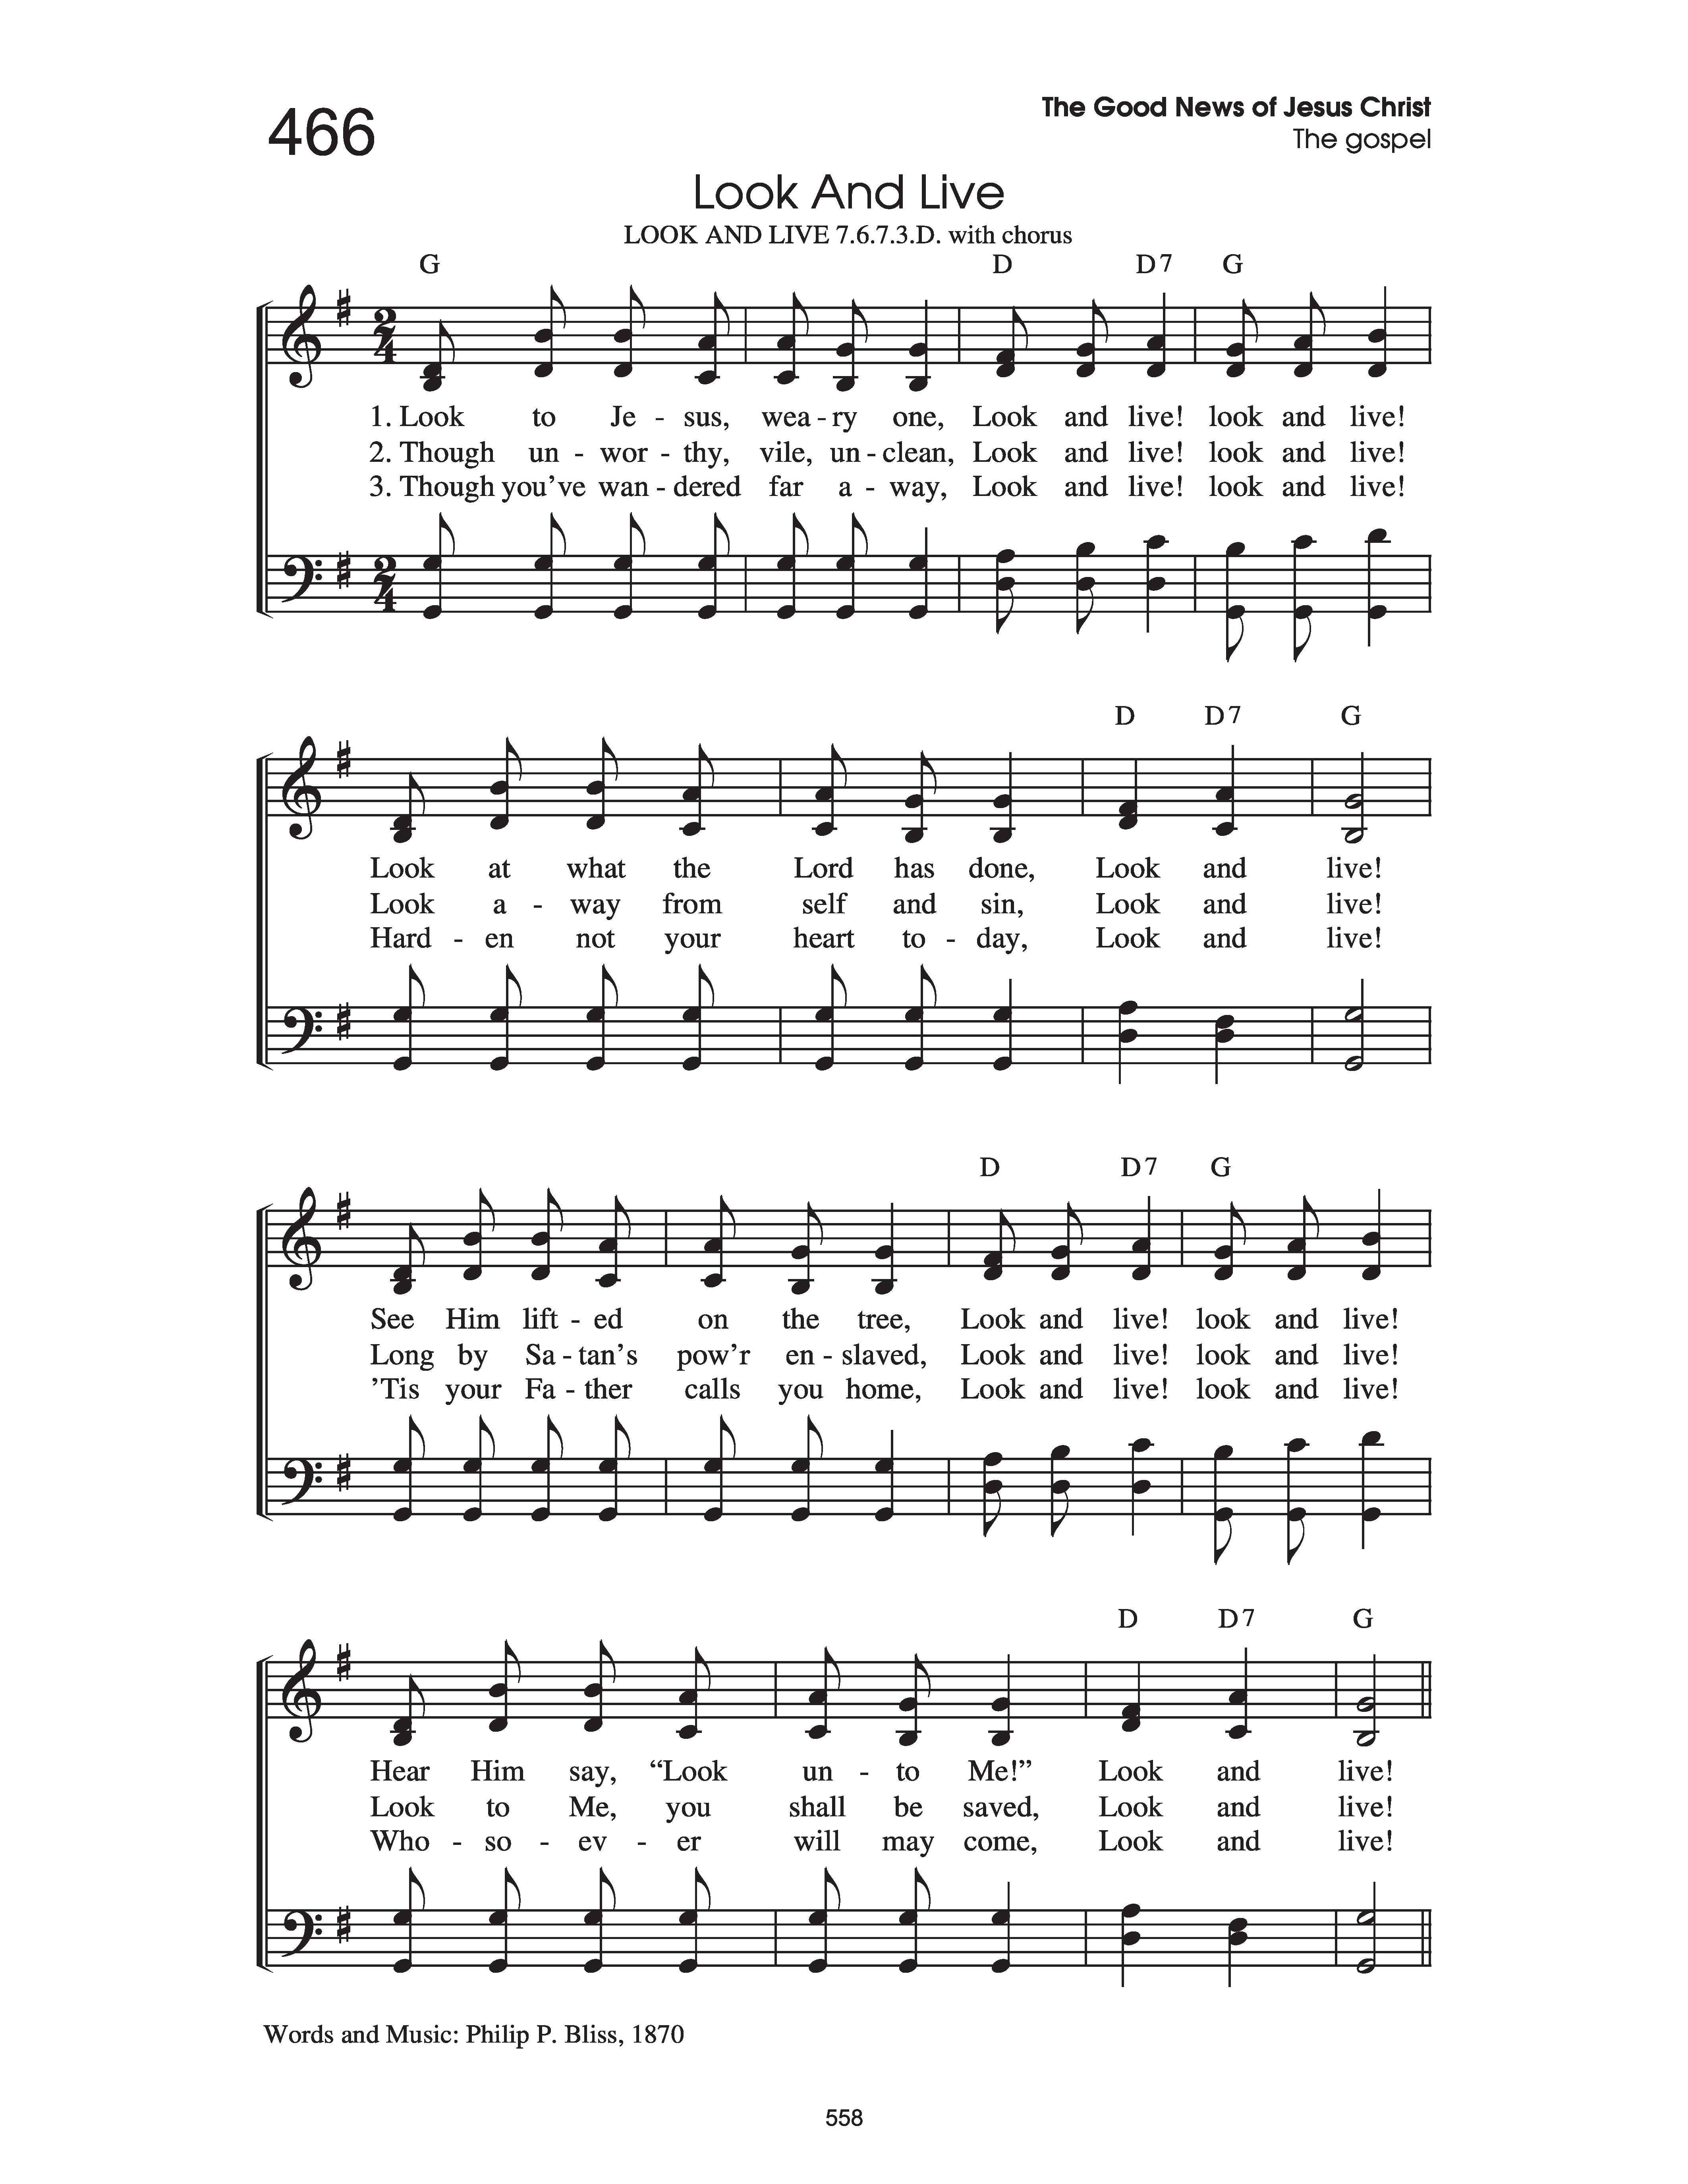 466
The Good News of Jesus Christ
The gospel
Look And Live
LOOK AND LIVE 7.6.7.3.D. with chorus
G D D7 G
2 4
1. Look to Je - sus, wea - ry one, Look and live! look and live!
2. Though un - wor - thy, vile, un - clean, Look and live! look and live!
3. Though you've wan - dered far a - way, Look and live! look and live!
2 4
D D7 G
Look at what the Lord has done, Look and live!
Look a - way from self and sin, Look and live!
Hard - en not your heart to - day, Look and live!
D D7 G
See Him lift - ed on the tree, Look and live! look and live!
Long by Sa - tan's pow'r en - slaved, Look and live! look and live!
'Tis your Fa - ther calls you home, Look and live! look and live!
D D7 G
Hear Him say, “Look un - to Me!” Look and live!
Look to Me, you shall be saved, Look and live!
Who - so - ev - er will may come, Look and live!
Words and Music: Philip P. Bliss, 1870
558